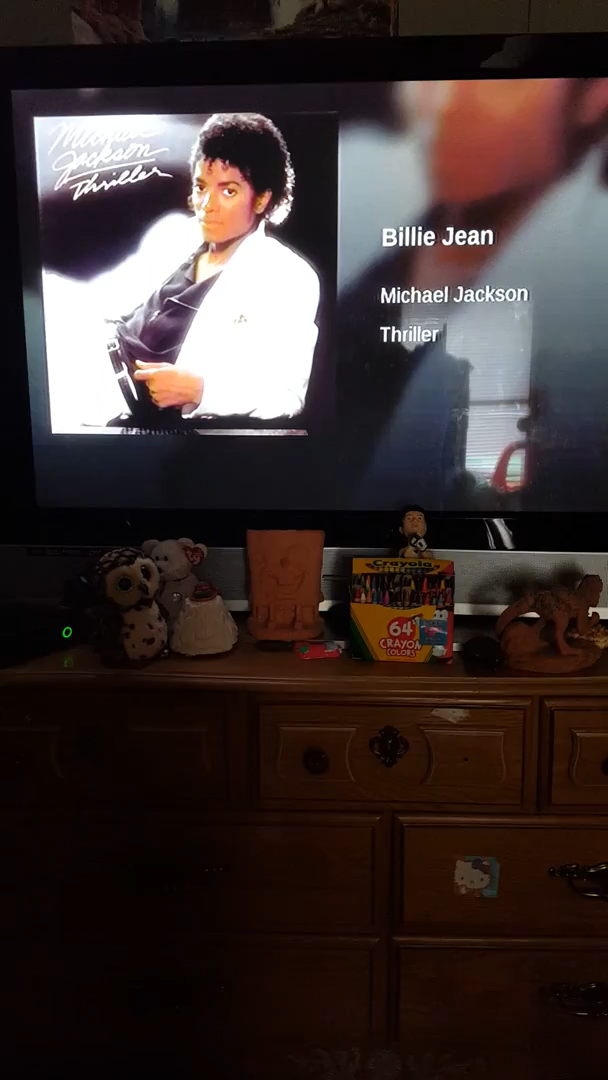 Michael
Jackson
Thriller
Billie Jean
Michael Jackson
Thriller
Crayola
64
CRAYON
COLORS